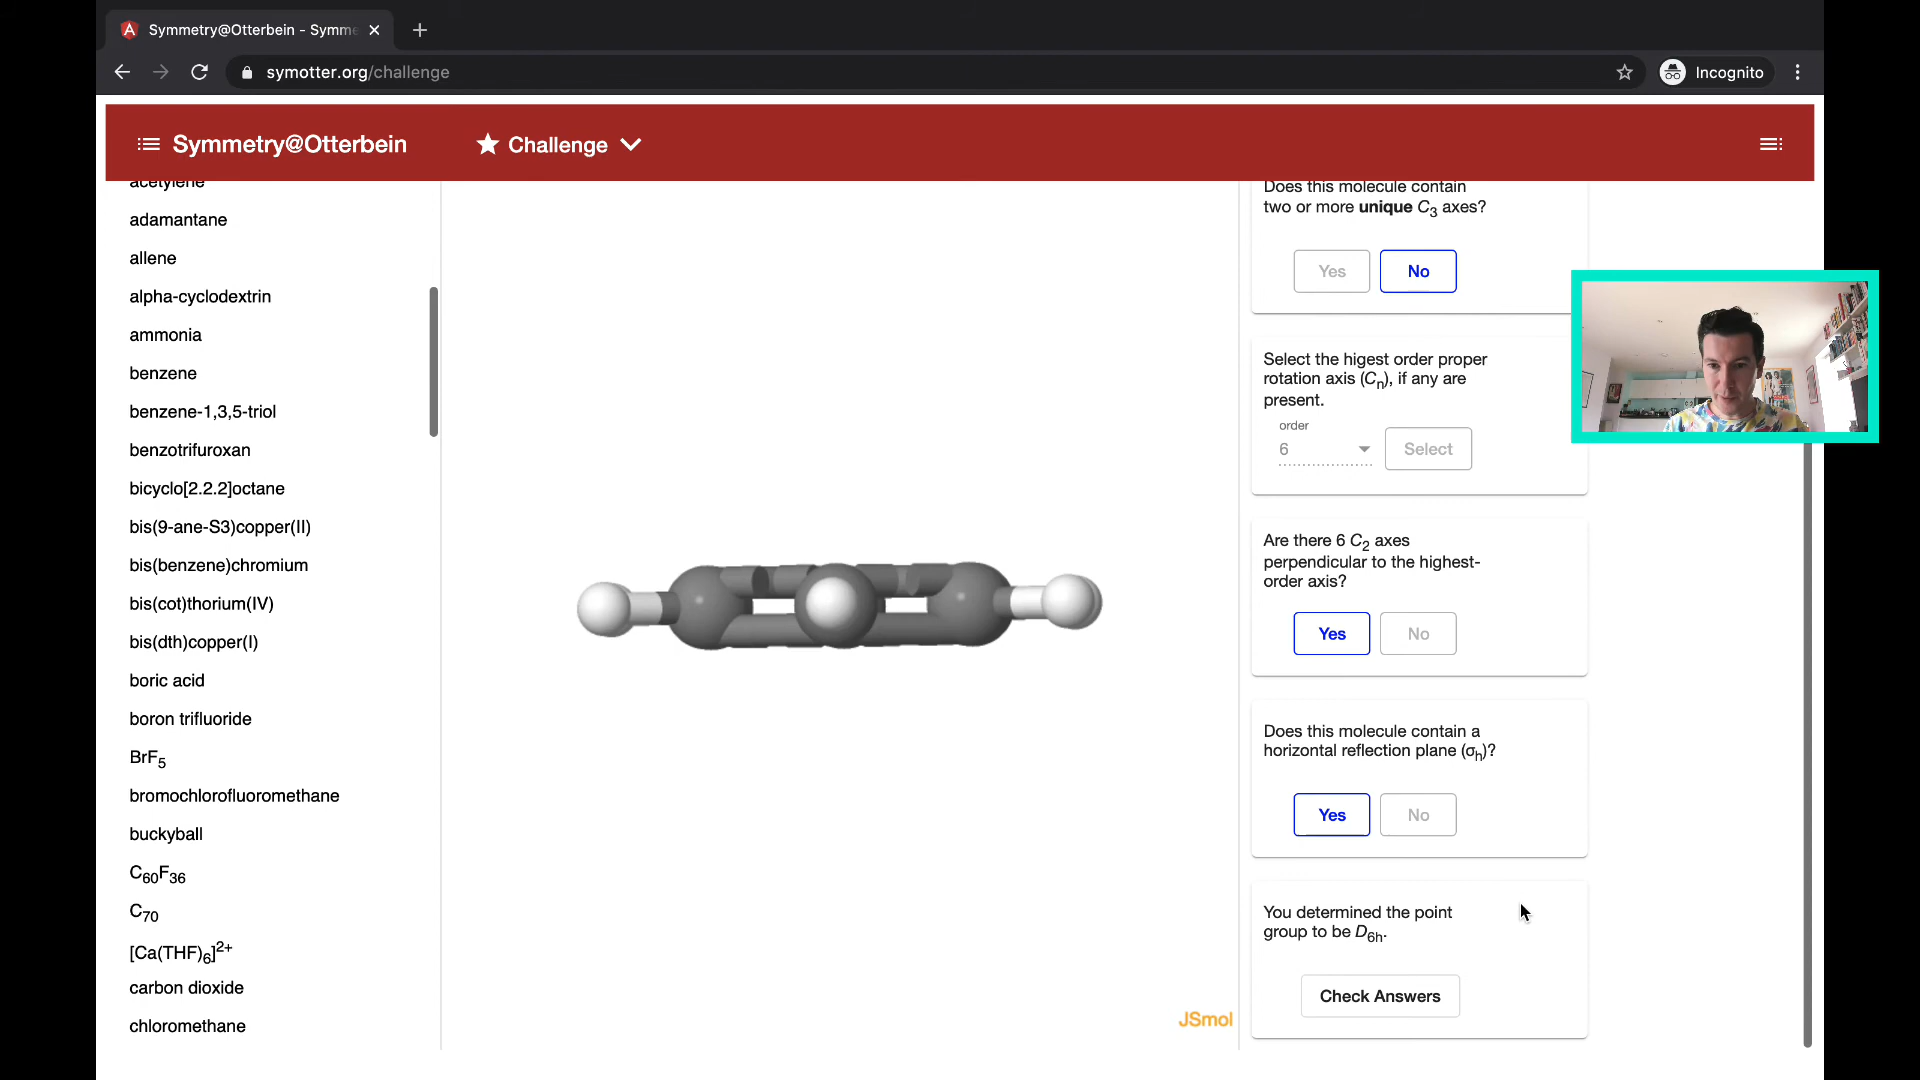 Symmetry@Otterbein - Symme
symotter.org/challenge
Incognito
Symmetry@Otterbein
Challenge
acetylene
adamantane
allene
alpha-cyclodextrin
ammonia
benzene
benzene-1,3,5-triol
benzotrifuroxan
bicyclo[2.2.2]octane
bis(9-ane-S3)copper(II)
bis(benzene)chromium
bis(cot)thorium(IV)
bis(dth)copper(I)
boric acid
boron trifluoride
BrF5
bromochlorofluoromethane
buckyball
C60F36
C70
[Ca(THF)6]2+
carbon dioxide
chloromethane
JSmol
Does this molecule contain
two or more unique C3 axes?
Yes No
Select the higest order proper
rotation axis (Cn), if any are
present.
order
6
Select
Are there 6 C2 axes
perpendicular to the highest-
order axis?
Yes No
Does this molecule contain a
horizontal reflection plane (σh)?
Yes No
You determined the point
group to be D6h.
Check Answers